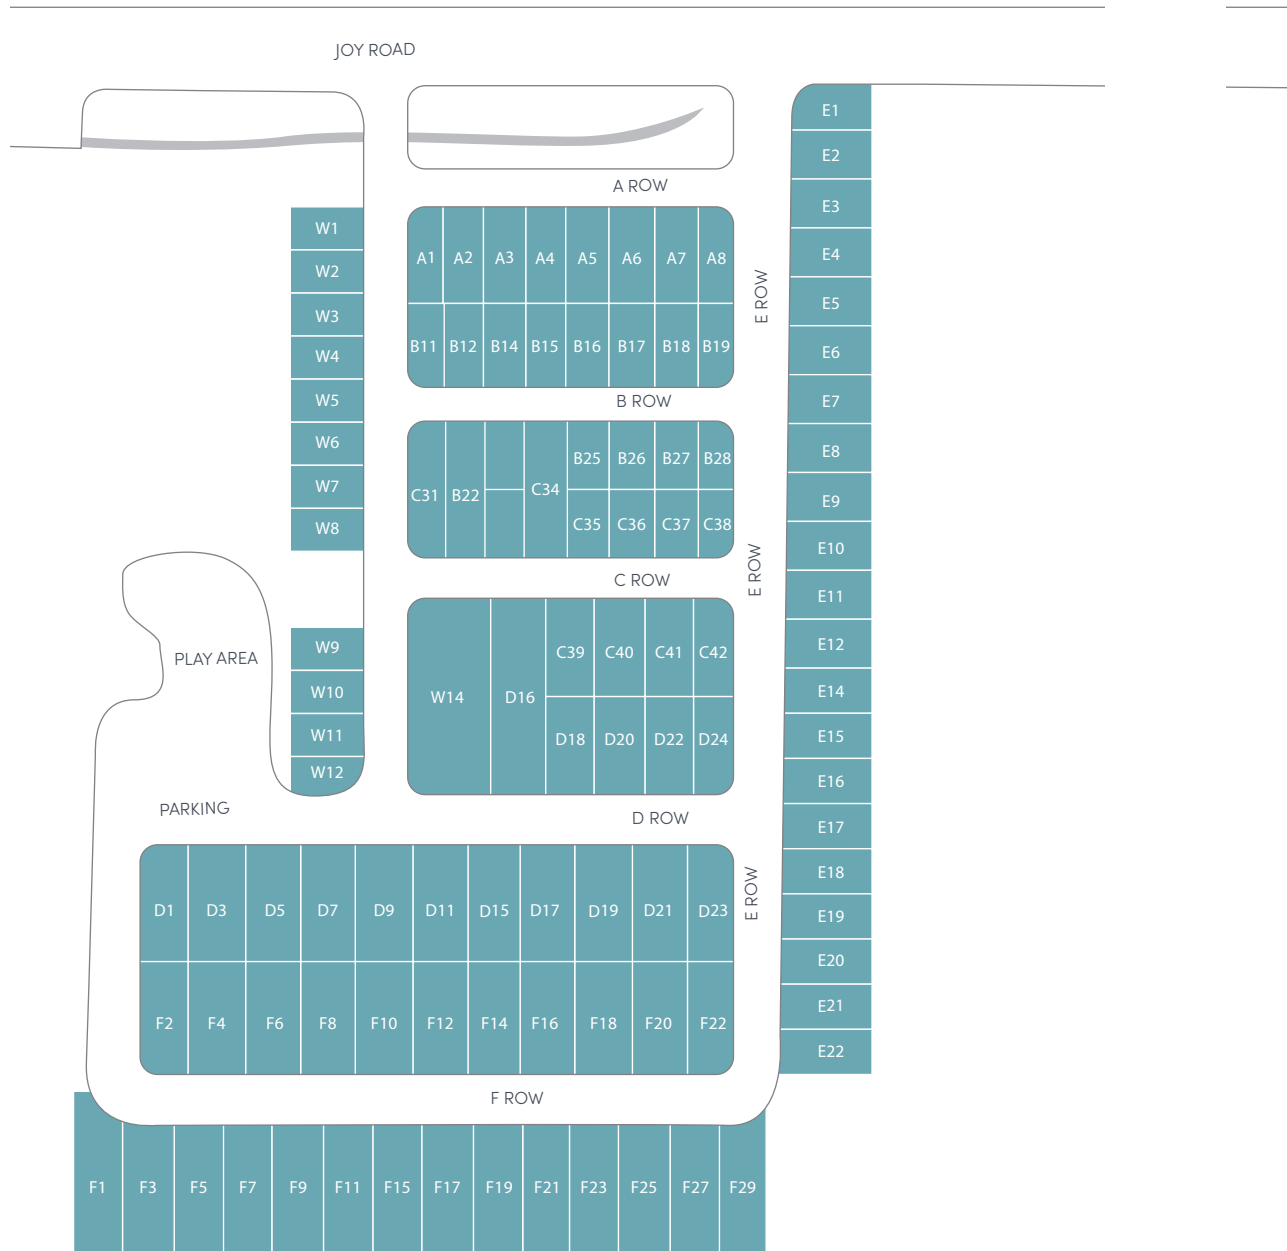 JOY ROAD
A ROW
W1
W2
W3
W4
W5
W6
W7
W8
A1 A2 A3 A4 A5 A6 A7 A8
B11 B12 B14 B15 B16 B17 B18 B19
E ROW
B ROW
C31 B22 C34 B25 B26 B27 B28
C35 C36 C37 C38
E ROW
C ROW
PLAY AREA
W9
W10
W11
W12
W14 D16 C39 C40 C41 C42
D18 D20 D22 D24
PARKING
D ROW
E ROW
D1 D3 D5 D7 D9 D11 D15 D17 D19 D21 D23
F2 F4 F6 F8 F10 F12 F14 F16 F18 F20 F22
F ROW
F1 F3 F5 F7 F9 F11 F15 F17 F19 F21 F23 F25 F27 F29
E1
E2
E3
E4
E5
E6
E7
E8
E9
E10
E11
E12
E14
E15
E16
E17
E18
E19
E20
E21
E22